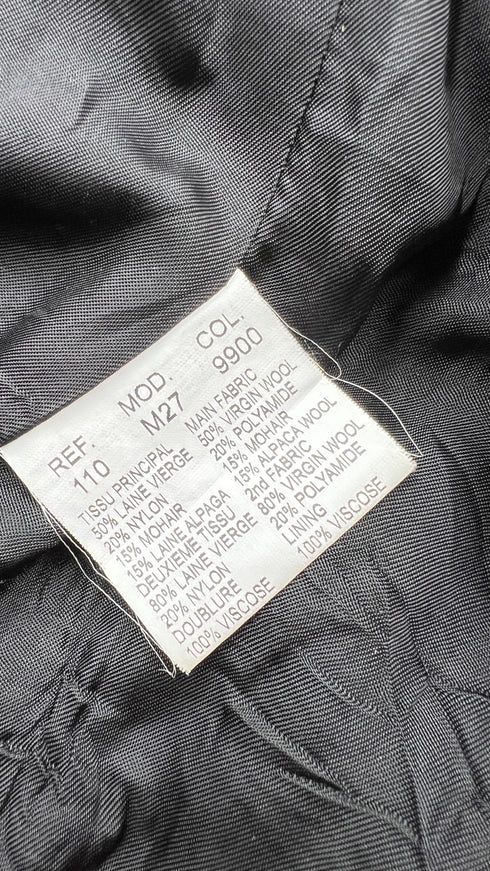 REF. MOD. COL.
110 M27 9900
TISSU PRINCIPAL MAIN FABRIC
50% LAINE VIERGE 50% VIRGIN WOOL
20% NYLON 20% POLYAMIDE
15% MOHAIR 15% MOHAIR
15% LAINE ALPAGA 15% ALPACA WOOL
DEUXIEME TISSU 2nd FABRIC
80% LAINE VIERGE 80% VIRGIN WOOL
20% NYLON 20% POLYAMIDE
DOUBLURE LINING
100% VISCOSE 100% VISCOSE